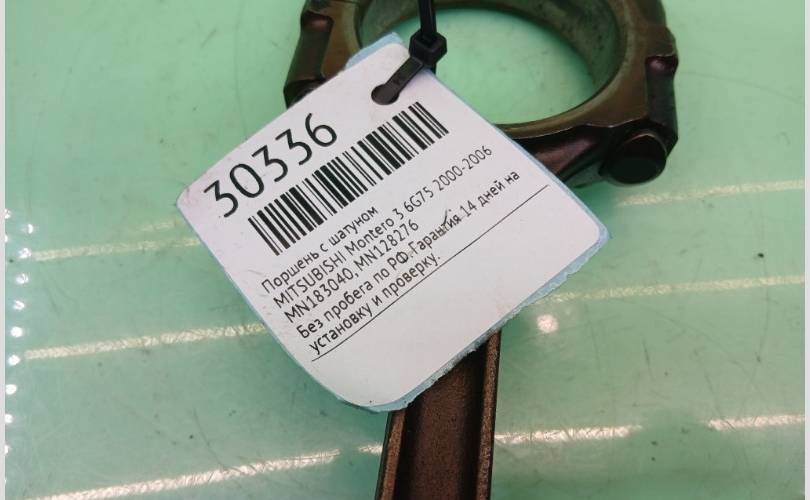 30336
Поршень с шатуном
MITSUBISHI Montero 3 6G75 2000-2006
MN183040, MN128276
Без пробега по РФ.Гарантия 14 дней на
установку и проверку.